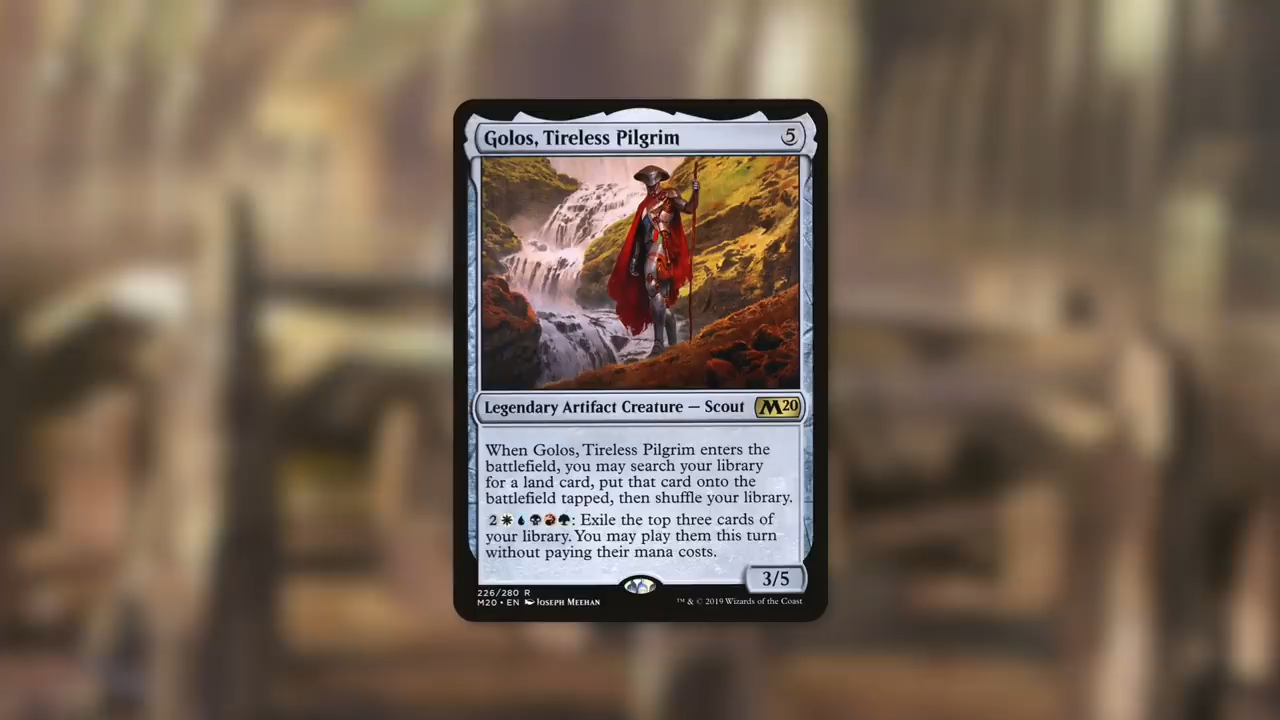 Golos, Tireless Pilgrim 5
Legendary Artifact Creature — Scout M20
When Golos, Tireless Pilgrim enters the
battlefield, you may search your library
for a land card, put that card onto the
battlefield tapped, then shuffle your library.
2: Exile the top three cards of
your library. You may play them this turn
without paying their mana costs.
3/5
226/280 R
M20 • EN Joseph Meehan
™ & © 2019 Wizards of the Coast